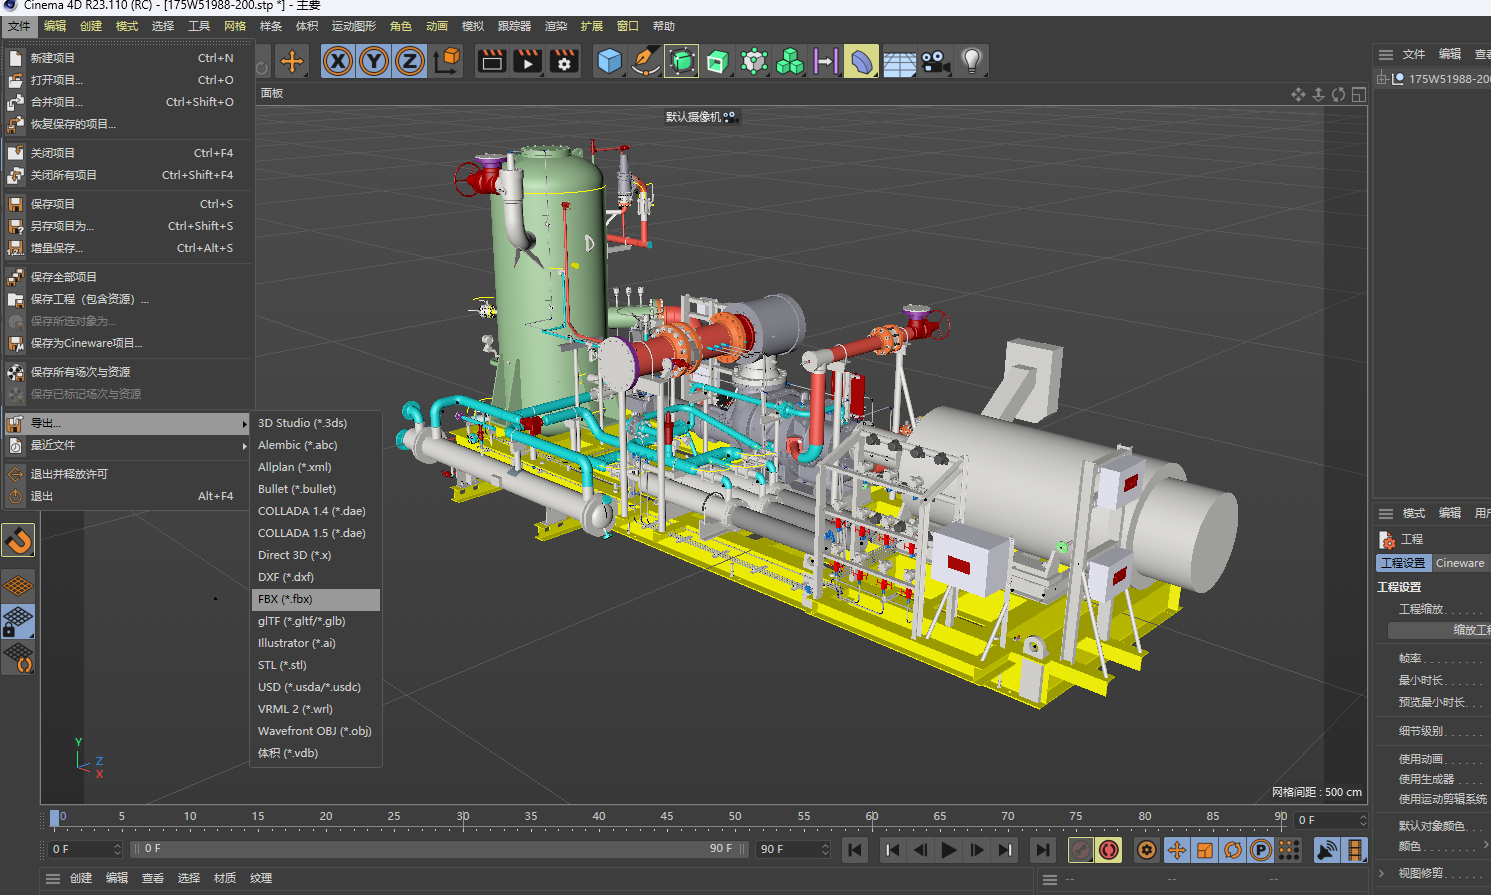 Cinema 4D R23.110 (RC) - [175W51988-200.stp *] - 主要
文件 编辑 创建 模式 选择 工具 网格 样条 体积 运动图形 角色 动画 模拟 跟踪器 渲染 扩展 窗口 帮助
新建项目 Ctrl+N
打开项目... Ctrl+O
合并项目... Ctrl+Shift+O
恢复保存的项目...
关闭项目 Ctrl+F4
关闭所有项目 Ctrl+Shift+F4
保存项目 Ctrl+S
另存项目为... Ctrl+Shift+S
增量保存... Ctrl+Alt+S
保存全部项目
保存工程（包含资源）...
保存所选对象为...
保存为Cineware项目...
保存所有场次与资源
保存已标记场次与资源
导出...
最近文件
退出并释放许可
退出 Alt+F4
3D Studio (*.3ds)
Alembic (*.abc)
Allplan (*.xml)
Bullet (*.bullet)
COLLADA 1.4 (*.dae)
COLLADA 1.5 (*.dae)
Direct 3D (*.x)
DXF (*.dxf)
FBX (*.fbx)
glTF (*.gltf/*.glb)
Illustrator (*.ai)
STL (*.stl)
USD (*.usda/*.usdc)
VRML 2 (*.wrl)
Wavefront OBJ (*.obj)
体积 (*.vdb)
X Y Z
面板
默认摄像机
Y
Z
X
网格间距 : 500 cm
文件 编辑 查看
175W51988-200
模式 编辑 用户
工程
工程设置 Cineware
工程设置
工程缩放 . . . . .
缩放工程
帧率 . . . . . . . .
最小时长 . . . . .
预览最小时长 . . .
细节级别 . . . . .
使用动画 . . . . .
使用生成器 . . . .
使用运动剪辑系统
默认对象颜色 . . .
颜色 . . . . . . . .
视图修剪 . . . . .
0 5 10 15 20 25 30 35 40 45 50 55 60 65 70 75 80 85 90 0 F
0 F 0 F 90 F 90 F
P
创建 编辑 查看 选择 材质 纹理
-- -- --